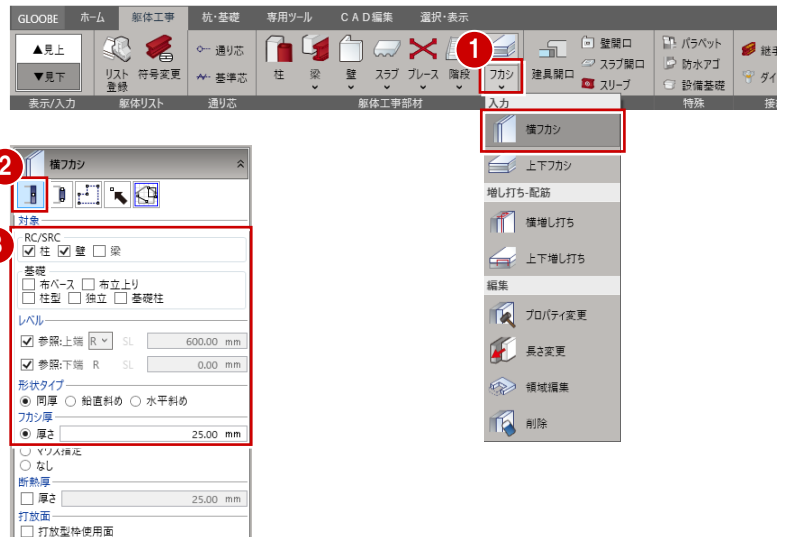 GLOOBE ホーム 躯体工事 杭・基礎 専用ツール CAD編集 選択・表示
▲見上
▼見下
表示/入力
リスト登録
符号変更
躯体リスト
通り芯
基準芯
通り芯
柱
梁
壁
スラブ
ブレース
階段
フカシ
躯体工事部材
1
建具開口
壁開口
スラブ開口
スリーブ
パラペット
防水アゴ
設備基礎
特殊
入力
横フカシ
上下フカシ
増し打ち-配筋
横増し打ち
上下増し打ち
編集
プロパティ変更
長さ変更
領域編集
削除
2
横フカシ
対象
3
RC/SRC
柱 壁 梁
基礎
布ベース 布立上り
柱型 独立 基礎柱
レベル
参照:上端 R SL 600.00 mm
参照:下端 R SL 0.00 mm
形状タイプ
同厚 鉛直斜め 水平斜め
フカシ厚
厚さ 25.00 mm
マウス指定
なし
断熱厚
厚さ 25.00 mm
打放面
打放型枠使用面